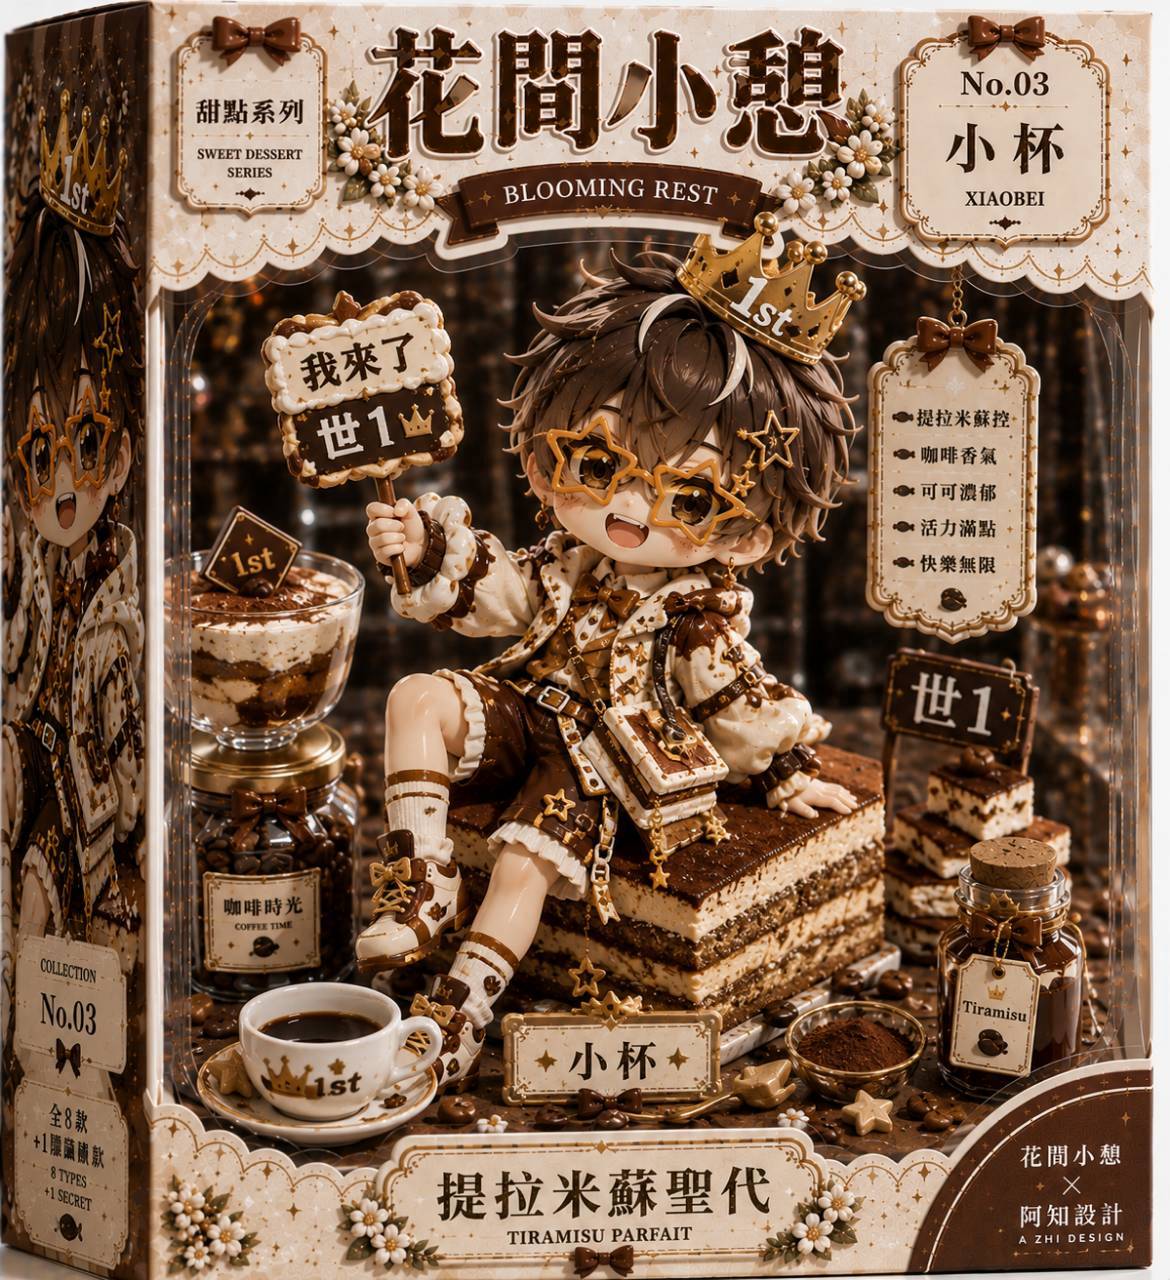 甜點系列
SWEET DESSERT
SERIES
花間小憩
BLOOMING REST
No.03
小杯
XIAOBEI
1st
1st
我來了
世1
提拉米蘇控
咖啡香氣
可可濃郁
活力滿點
快樂無限
1st
世1
咖啡時光
COFFEE TIME
Tiramisu
1st
小杯
COLLECTION
No.03
全8款
8 TYPES
+1 SECRET
提拉米蘇聖代
TIRAMISU PARFAIT
花間小憩
×
阿知設計
A ZHI DESIGN